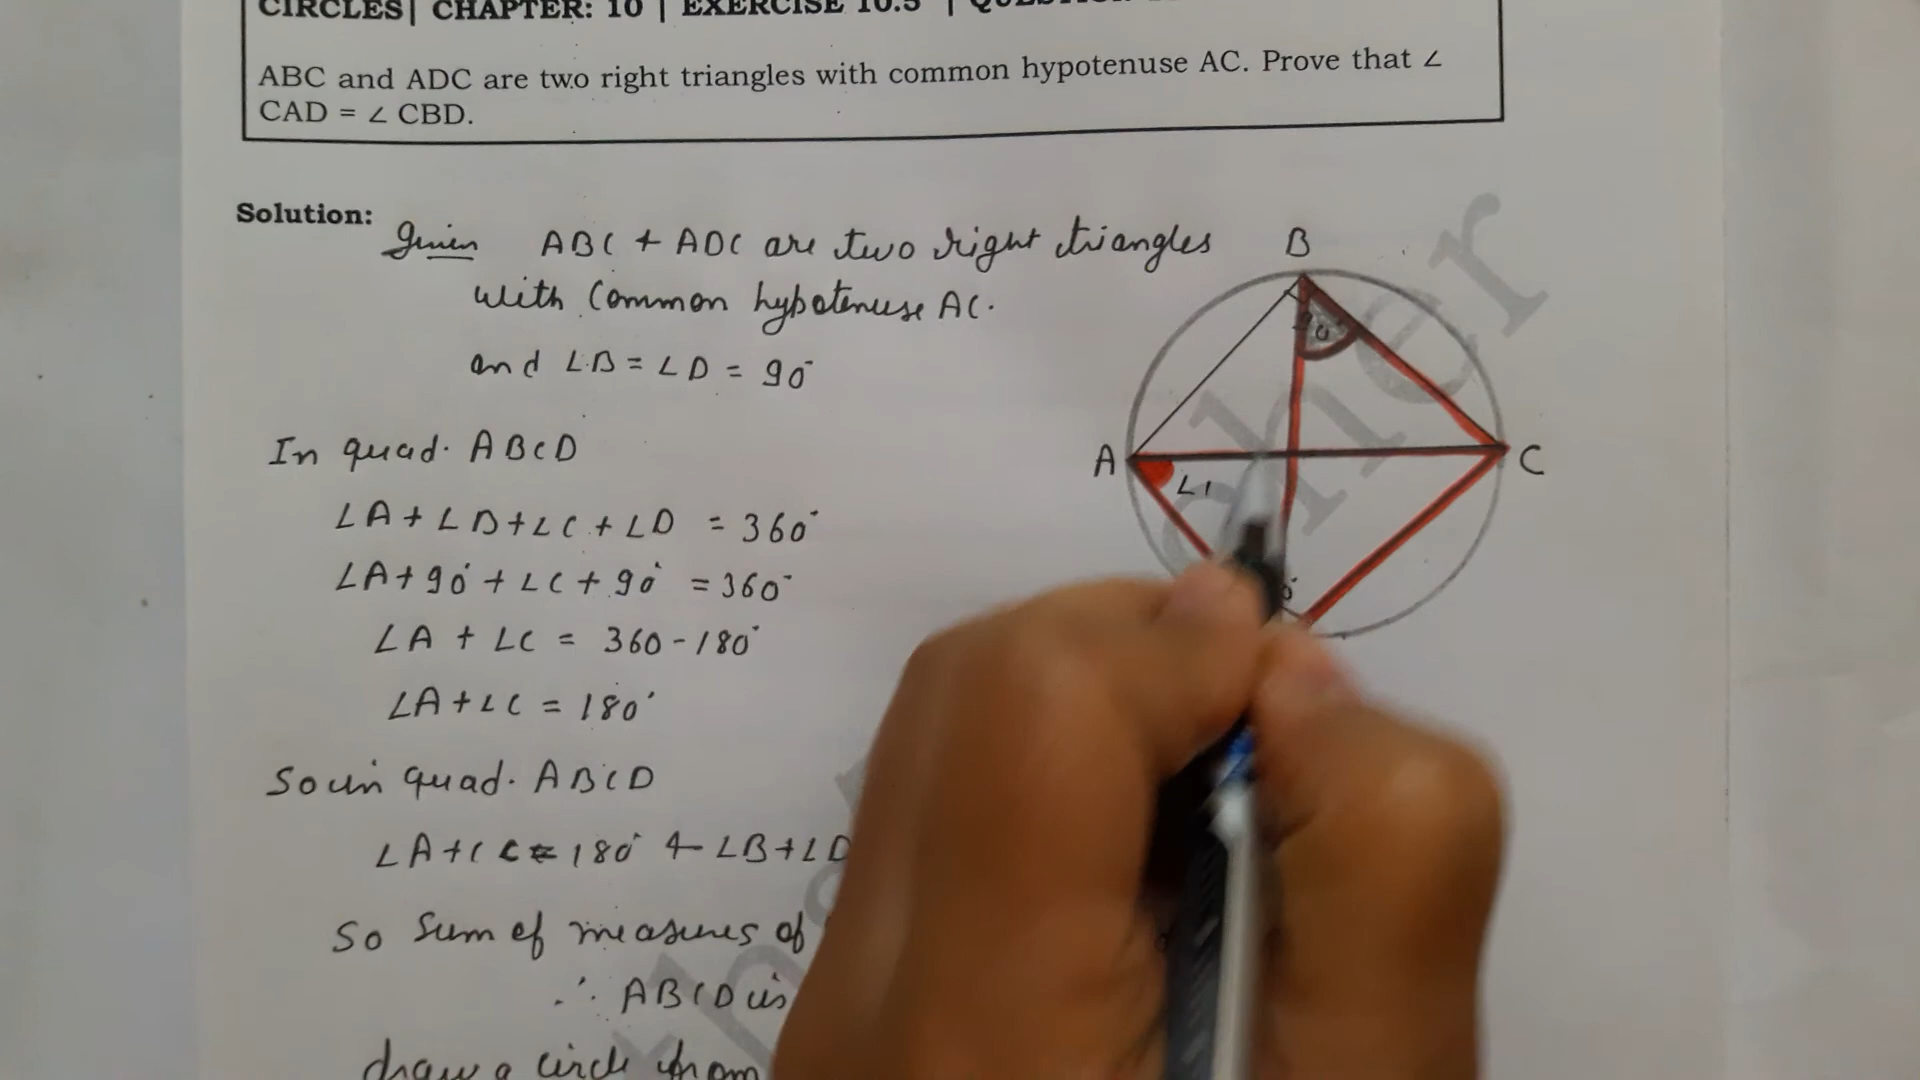 CIRCLES| CHAPTER: 10 | EXERCISE 10.5 |
ABC and ADC are two right triangles with common hypotenuse AC. Prove that ∠
CAD = ∠ CBD.
Solution:
Given ABC + ADC are two right triangles
with Common hypotenuse AC.
and ∠B = ∠D = 90°
In quad. ABCD
∠A + ∠B + ∠C + ∠D = 360°
∠A + 90° + ∠C + 90° = 360°
∠A + ∠C = 360 - 180°
∠A + ∠C = 180°
So in quad. ABCD
∠A + C = 180° + ∠B + ∠D
So Sum of measures of
∴ ABCD is
draw a circle from
B
A
C
∠1